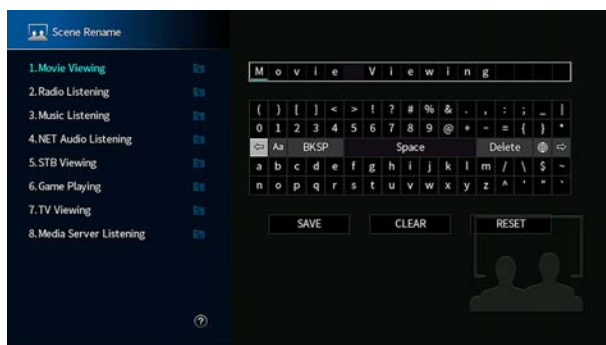 Scene Rename
1.Movie Viewing
2.Radio Listening
3.Music Listening
4.NET Audio Listening
5.STB Viewing
6.Game Playing
7.TV Viewing
8.Media Server Listening
?
Movie Viewing
( ) [ ] < > ! ? # % & . , : ; _ |
0 1 2 3 4 5 6 7 8 9 @ + - = { } *
⇦ Aa BKSP Space Delete ⇨
a b c d e f g h i j k l m / \ $ ~
n o p q r s t u v w x y z ^ ' " `
SAVE CLEAR RESET